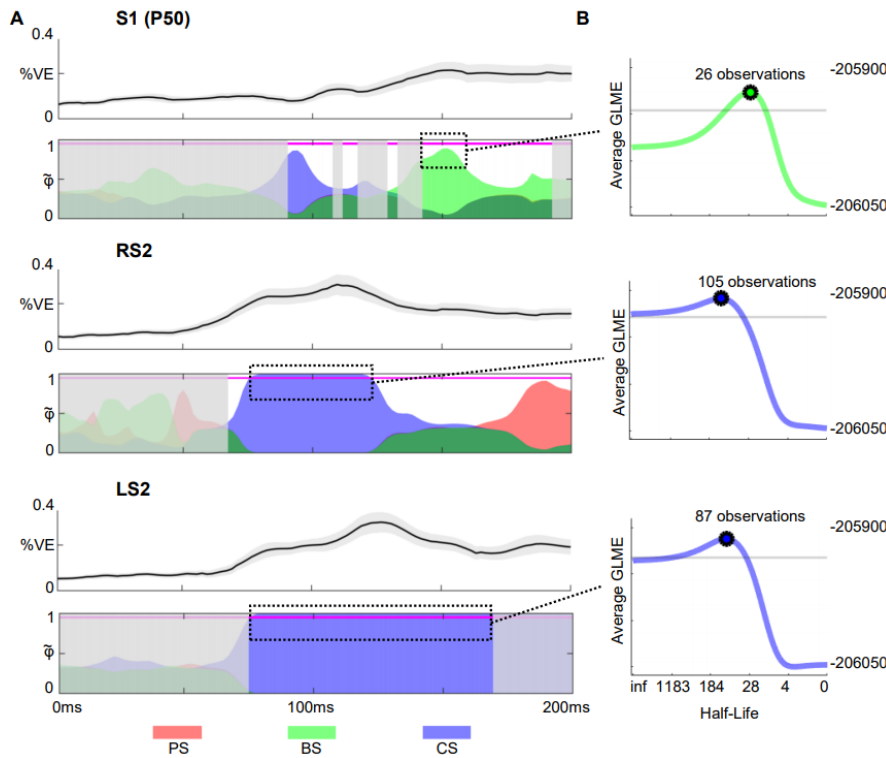 A
S1 (P50)
0.4
%VE
0
1
φ̃
0
RS2
0.4
%VE
0
1
φ̃
0
LS2
0.4
%VE
0
1
φ̃
0
0ms 100ms 200ms
PS BS CS
B
26 observations
-205900
Average GLME
-206050
105 observations
-205900
Average GLME
-206050
87 observations
-205900
Average GLME
-206050
inf 1183 184 28 4 0
Half-Life